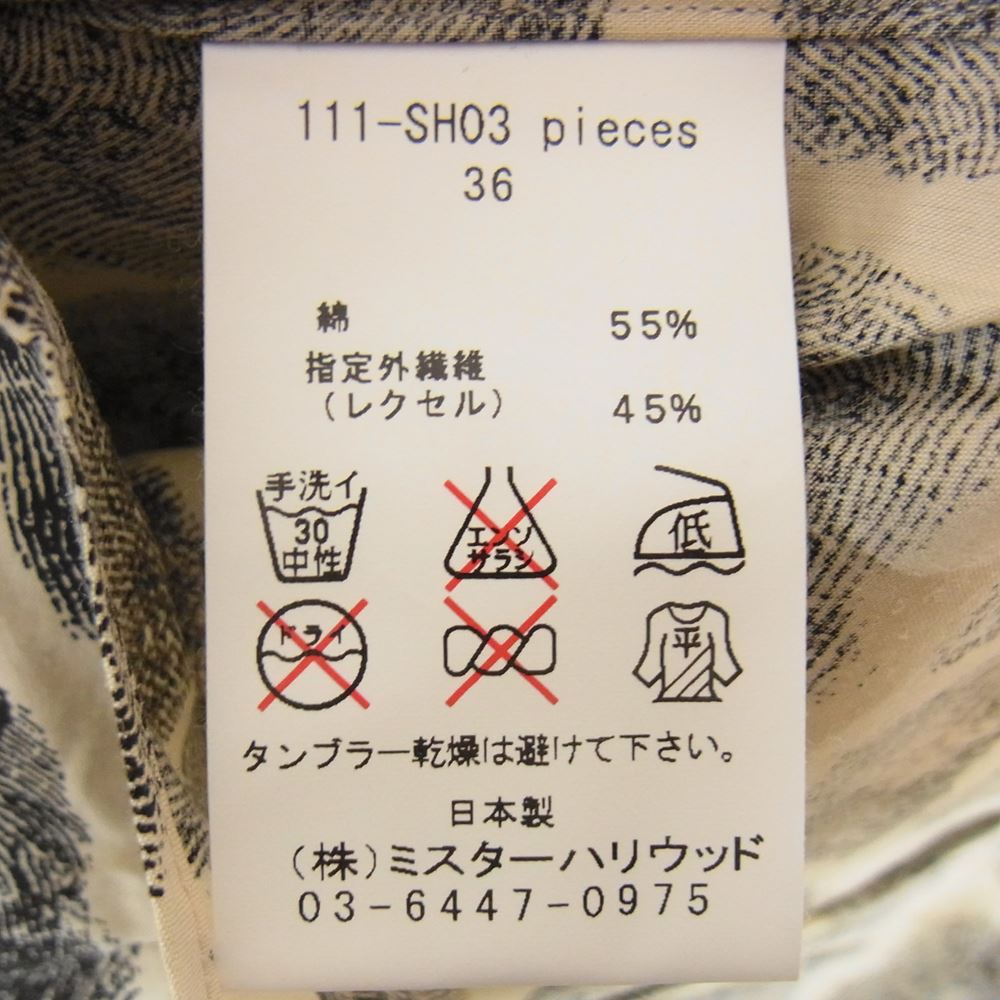 111-SH03 pieces
36
綿 55%
指定外繊維
（レクセル） 45%
手洗イ
30
中性
エンソ
サラシ
低
ドライ
平
タンブラー乾燥は避けて下さい。
日本製
（株）ミスターハリウッド
03-6447-0975